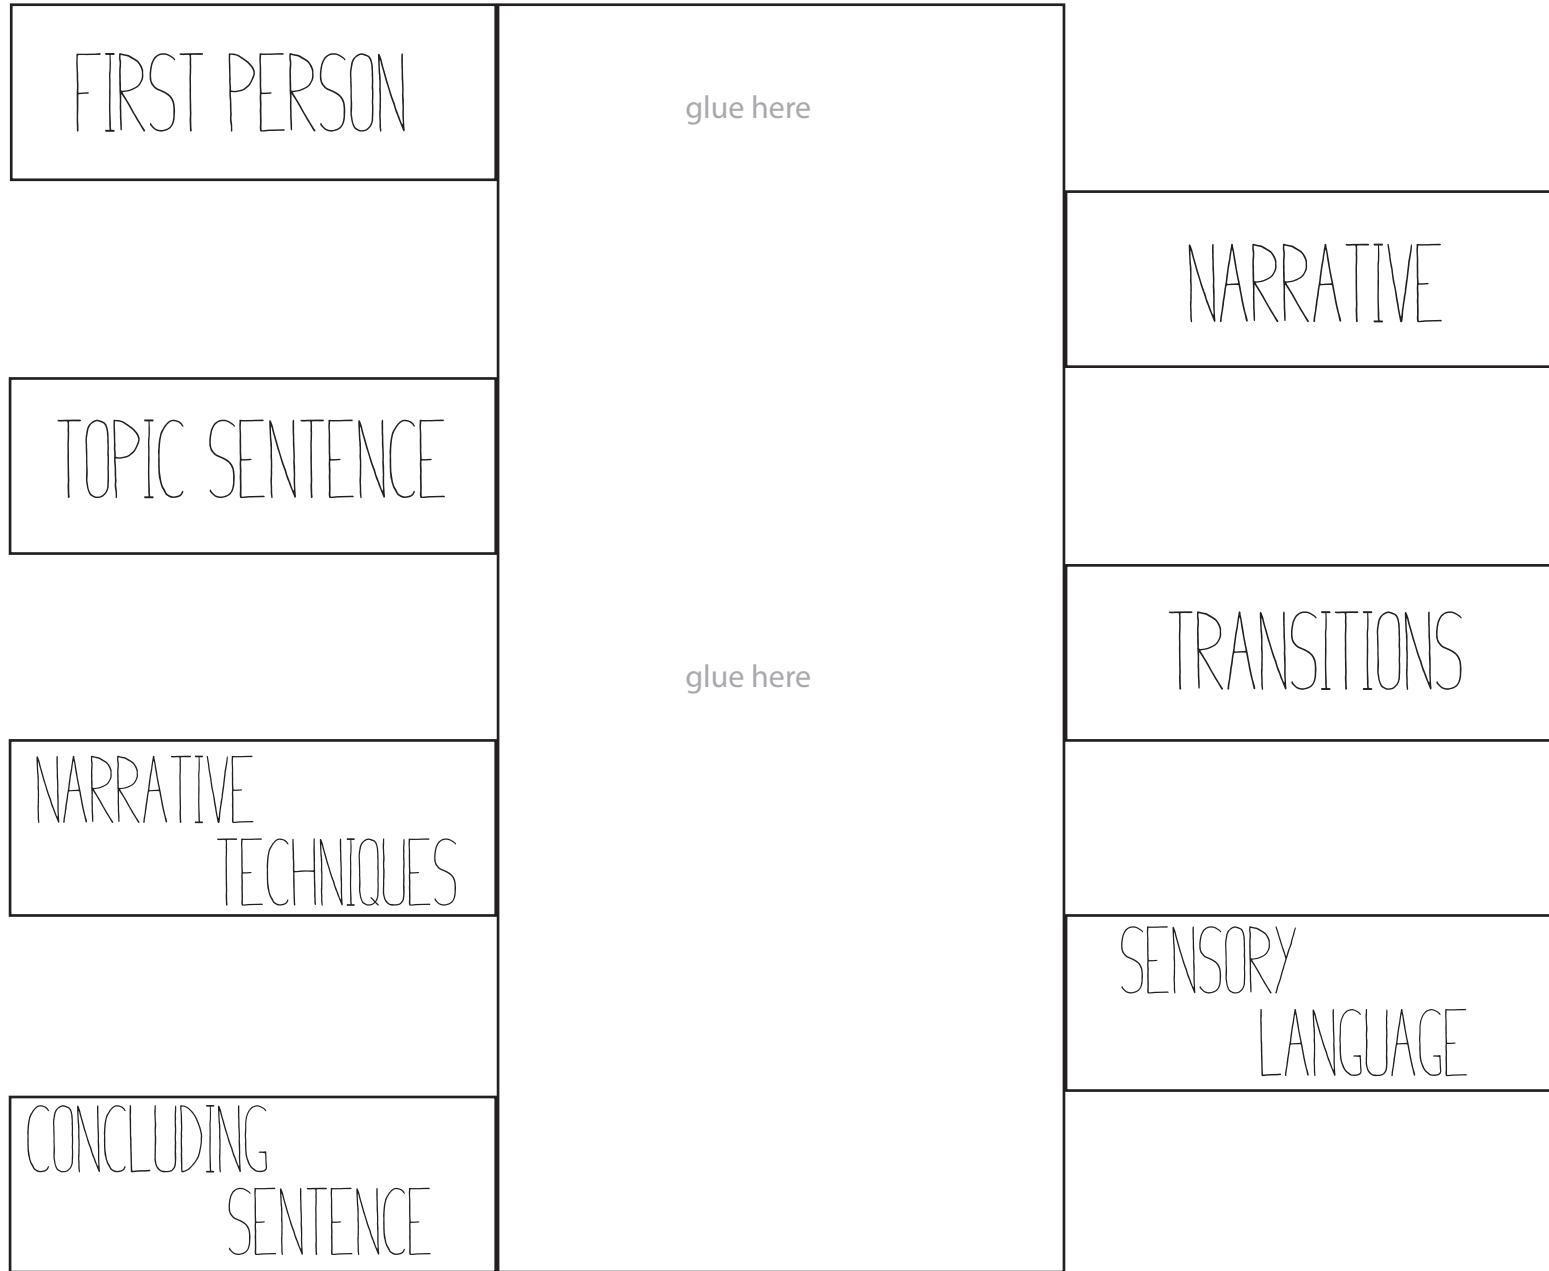 FIRST PERSON
glue here
NARRATIVE
TOPIC SENTENCE
TRANSITIONS
glue here
NARRATIVE
TECHNIQUES
SENSORY
LANGUAGE
CONCLUDING
SENTENCE